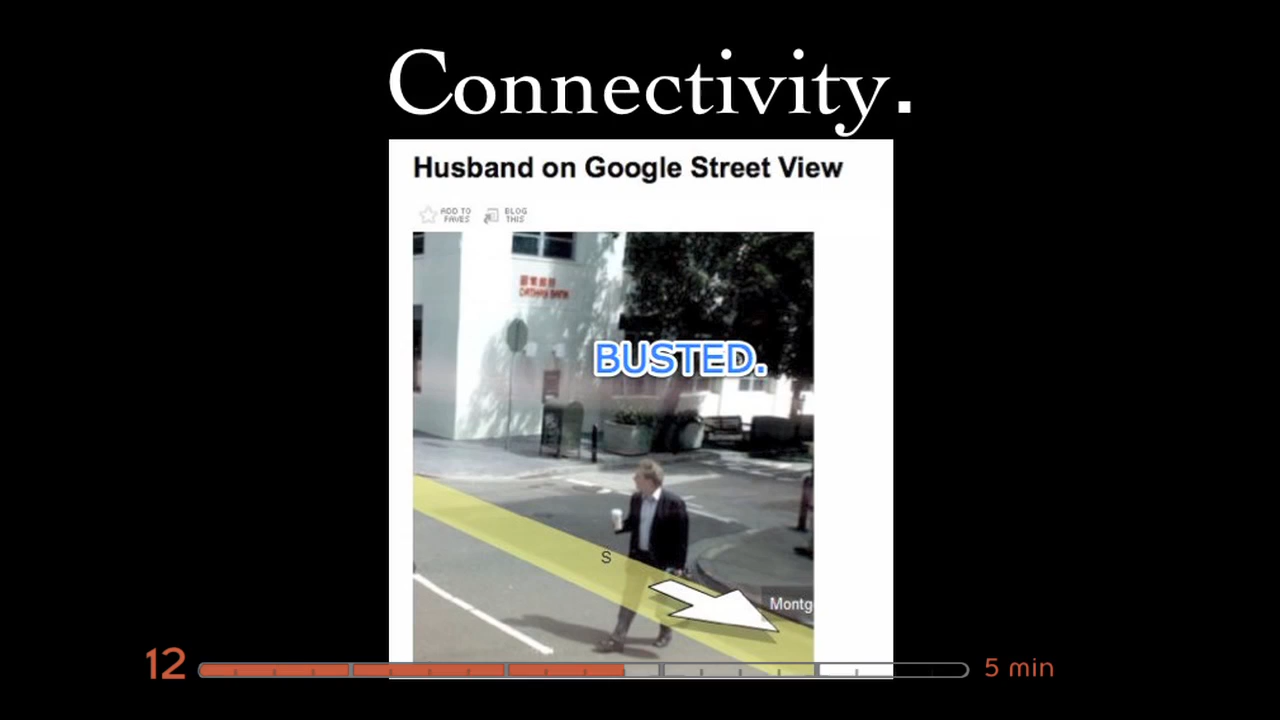 Connectivity.
Husband on Google Street View
ADD TO
FAVES
BLOG
THIS
BUSTED.
S
Montg
12
5 min